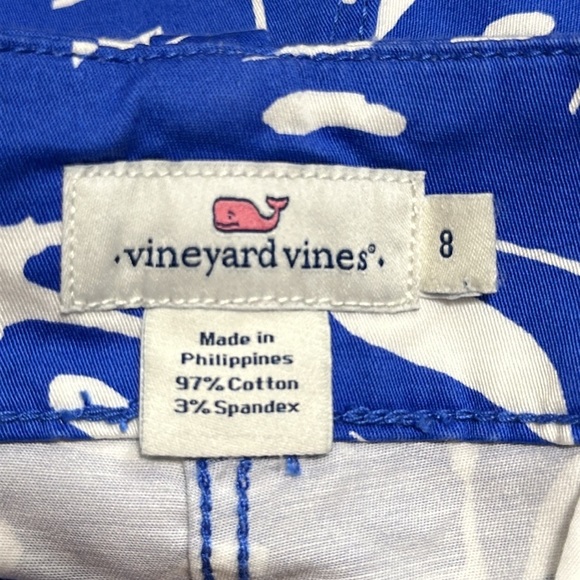 ·vineyard vines®·
8
Made in
Philippines
97% Cotton
3% Spandex